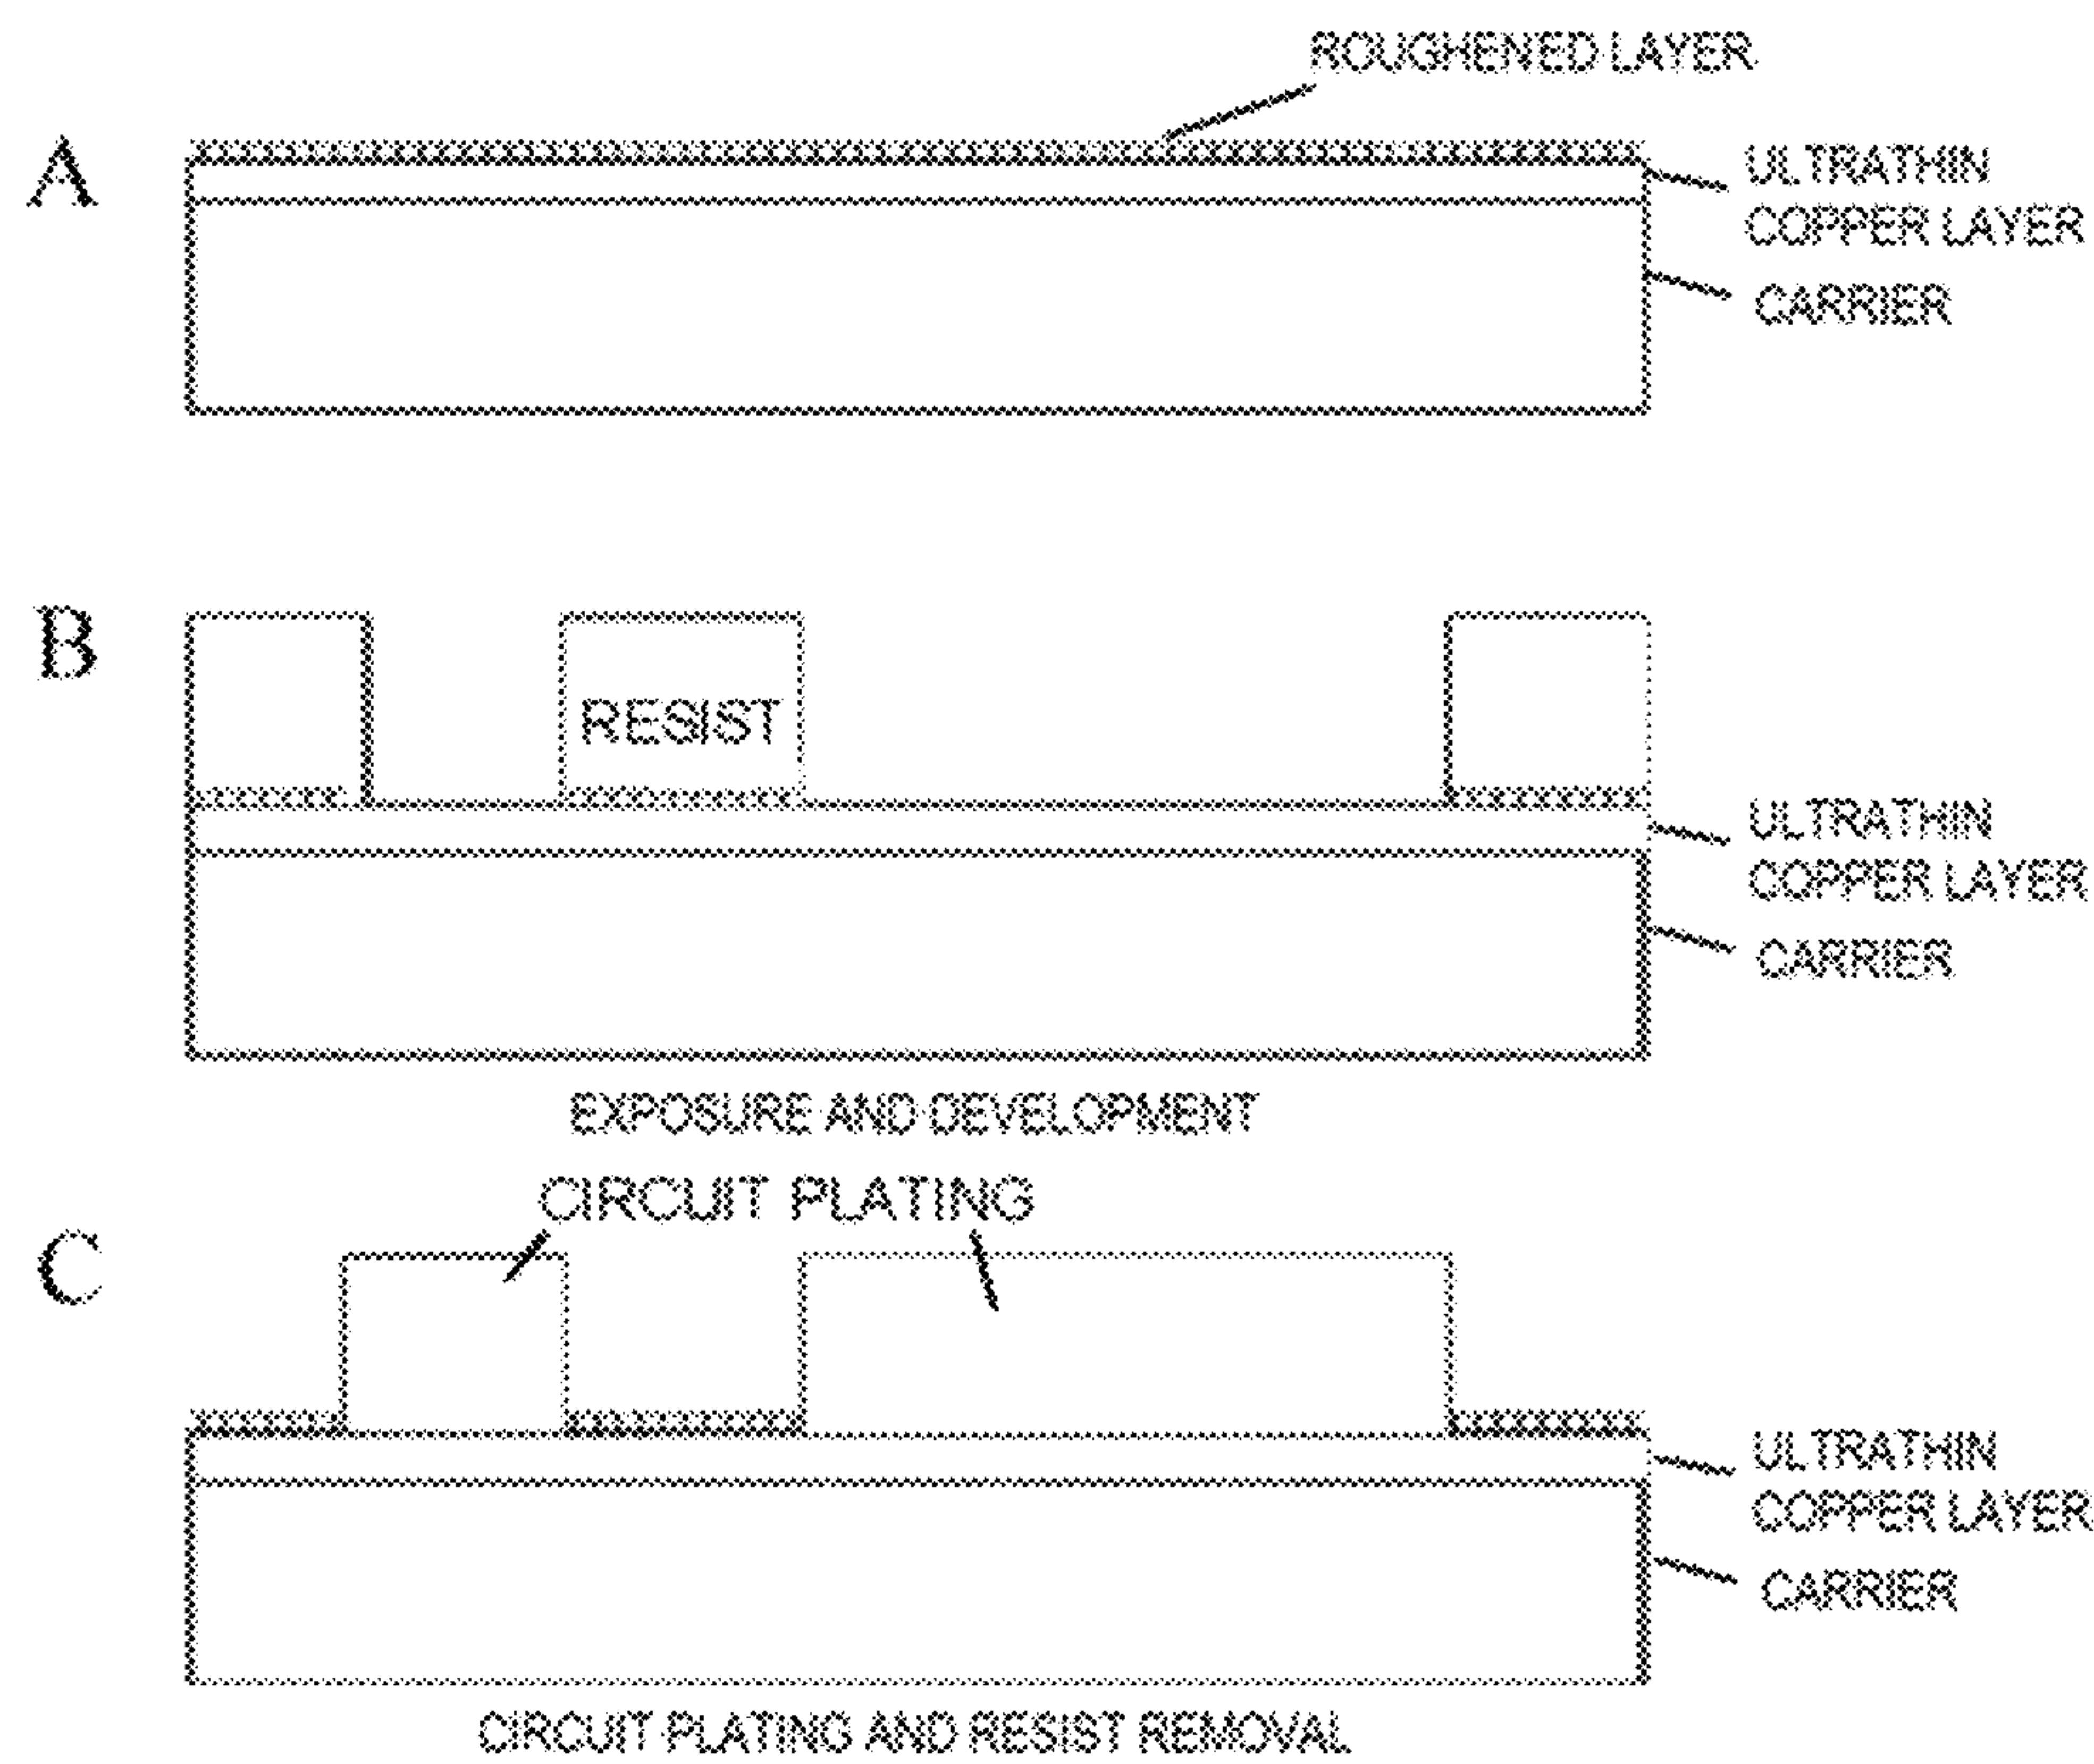 ROUGHENED LAYER
A
ULTRATHIN
COPPER LAYER
CARRIER
B
RESIST
ULTRATHIN
COPPER LAYER
CARRIER
EXPOSURE AND DEVELOPMENT
CIRCUIT PLATING
C
ULTRATHIN
COPPER LAYER
CARRIER
CIRCUIT PLATING AND RESIST REMOVAL